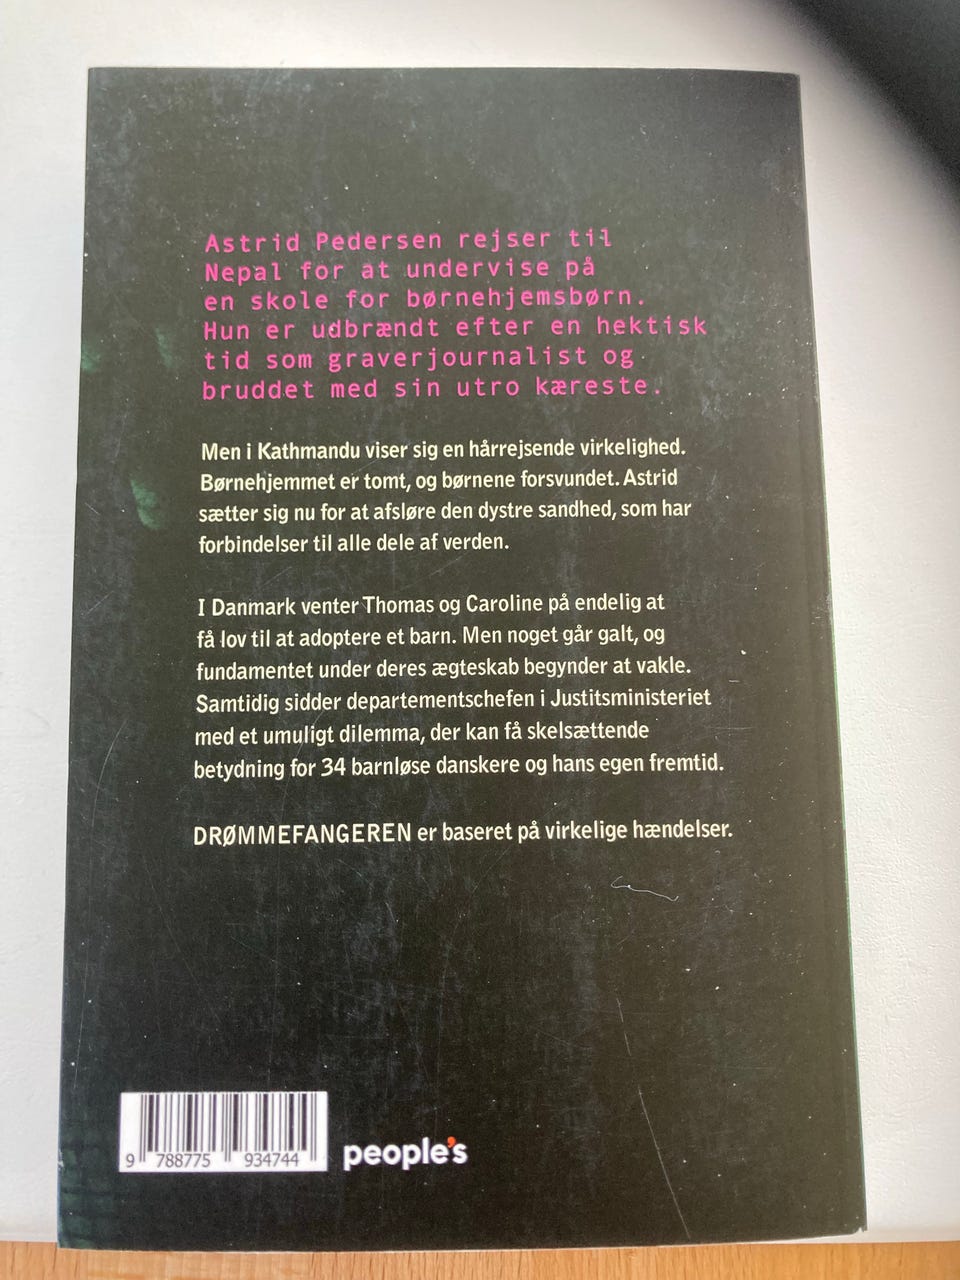 Astrid Pedersen rejser til
Nepal for at undervise på
en skole for børnehjemsbørn.
Hun er udbrændt efter en hektisk
tid som graverjournalist og
bruddet med sin utro kæreste.
Men i Kathmandu viser sig en hårrejsende virkelighed.
Børnehjemmet er tomt, og børnene forsvundet. Astrid
sætter sig nu for at afsløre den dystre sandhed, som har
forbindelser til alle dele af verden.
I Danmark venter Thomas og Caroline på endelig at
få lov til at adoptere et barn. Men noget går galt, og
fundamentet under deres ægteskab begynder at vakle.
Samtidig sidder departementschefen i Justitsministeriet
med et umuligt dilemma, der kan få skelsættende
betydning for 34 barnløse danskere og hans egen fremtid.
DRØMMEFANGEREN er baseret på virkelige hændelser.
9 788775 934744
people's